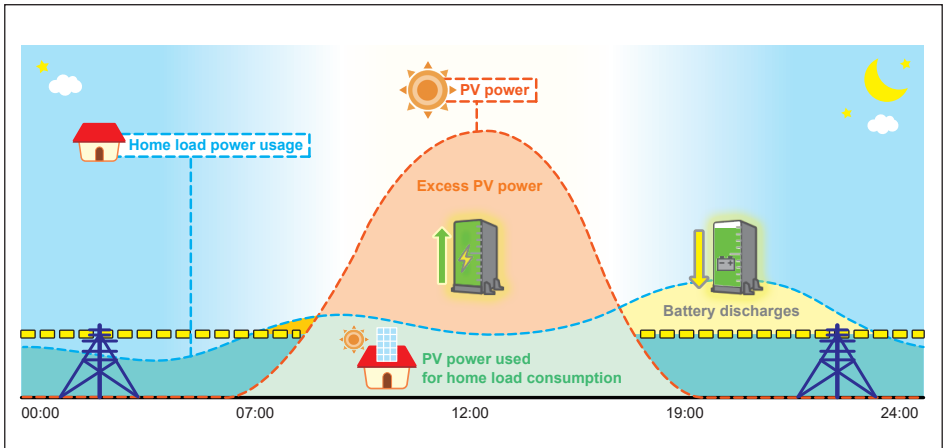 PV power
Home load power usage
Excess PV power
Battery discharges
PV power used
for home load consumption
00:00 07:00 12:00 19:00 24:00